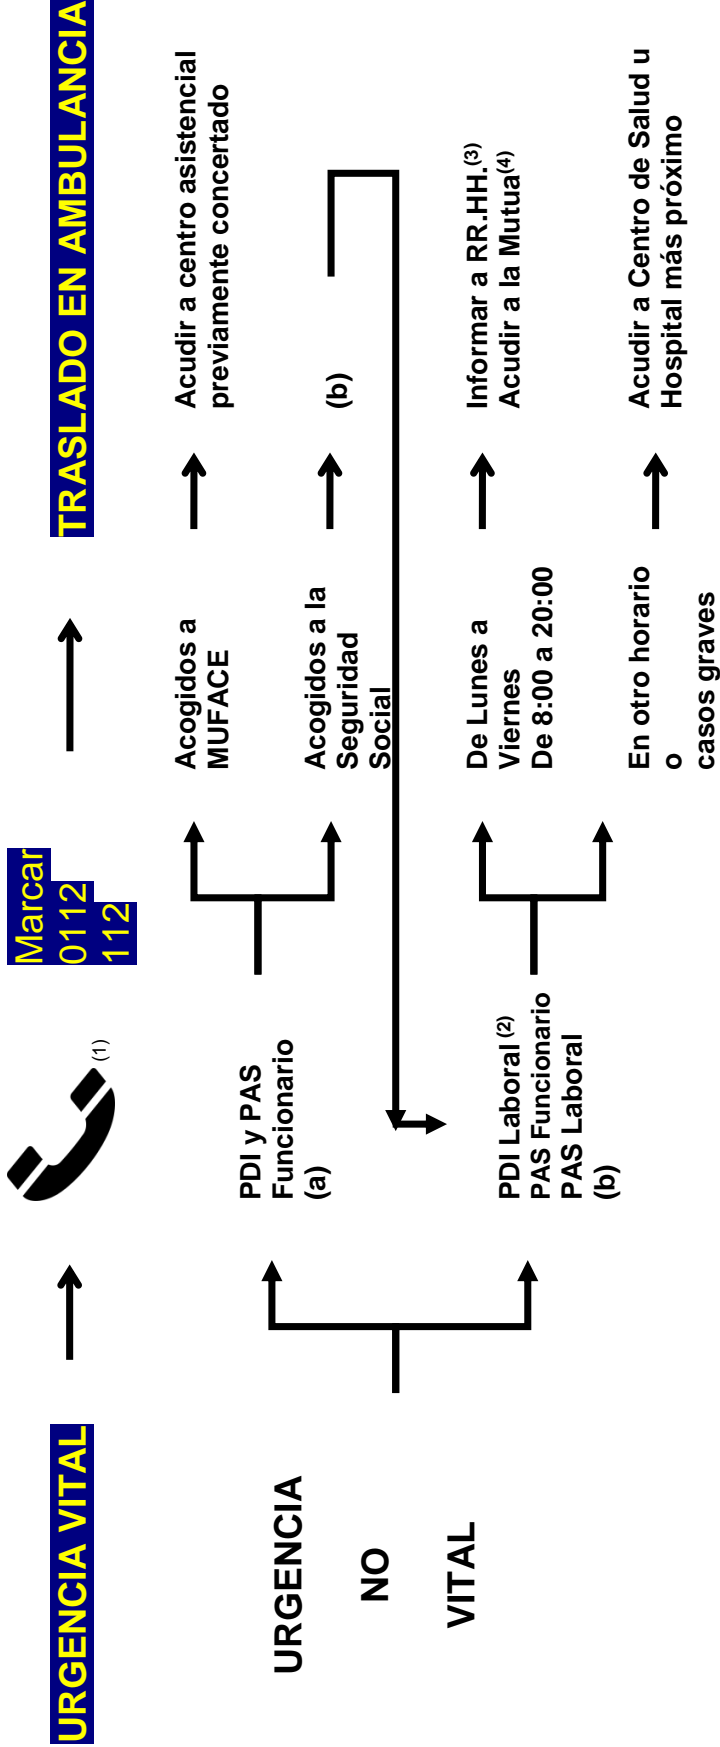 URGENCIA VITAL
(1)
Marcar
0112
112
TRASLADO EN AMBULANCIA
URGENCIA
NO
VITAL
PDI y PAS
Funcionario
(a)
Acogidos a
MUFACE
Acudir a centro asistencial
previamente concertado
Acogidos a la
Seguridad
Social
(b)
PDI Laboral (2)
PAS Funcionario
PAS Laboral
(b)
De Lunes a
Viernes
De 8:00 a 20:00
Informar a RR.HH.(3)
Acudir a la Mutua(4)
En otro horario
o
casos graves
Acudir a Centro de Salud u
Hospital más próximo